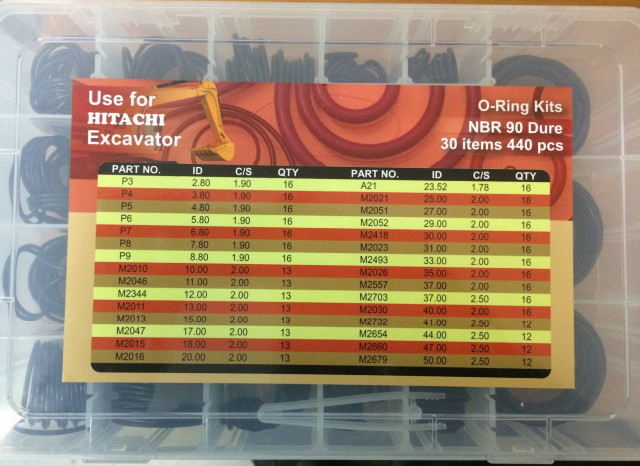 Use for
HITACHI
Excavator
O-Ring Kits
NBR 90 Dure
30 items 440 pcs
PART NO. ID C/S QTY PART NO. ID C/S QTY
P3 2.80 1.90 16 A21 23.52 1.78 16
P4 3.80 1.90 16 M2021 25.00 2.00 16
P5 4.80 1.90 16 M2051 27.00 2.00 16
P6 5.80 1.90 16 M2052 29.00 2.00 16
P7 6.80 1.90 16 M2418 30.00 2.00 16
P8 7.80 1.90 16 M2023 31.00 2.00 16
P9 8.80 1.90 16 M2493 33.00 2.00 16
M2010 10.00 2.00 13 M2026 35.00 2.00 16
M2046 11.00 2.00 13 M2557 37.00 2.00 16
M2344 12.00 2.00 13 M2703 37.00 2.50 16
M2011 13.00 2.00 13 M2030 40.00 2.00 16
M2013 15.00 2.00 13 M2732 41.00 2.50 12
M2047 17.00 2.00 13 M2654 44.00 2.50 12
M2015 18.00 2.00 13 M2660 47.00 2.50 12
M2016 20.00 2.00 13 M2679 50.00 2.50 12